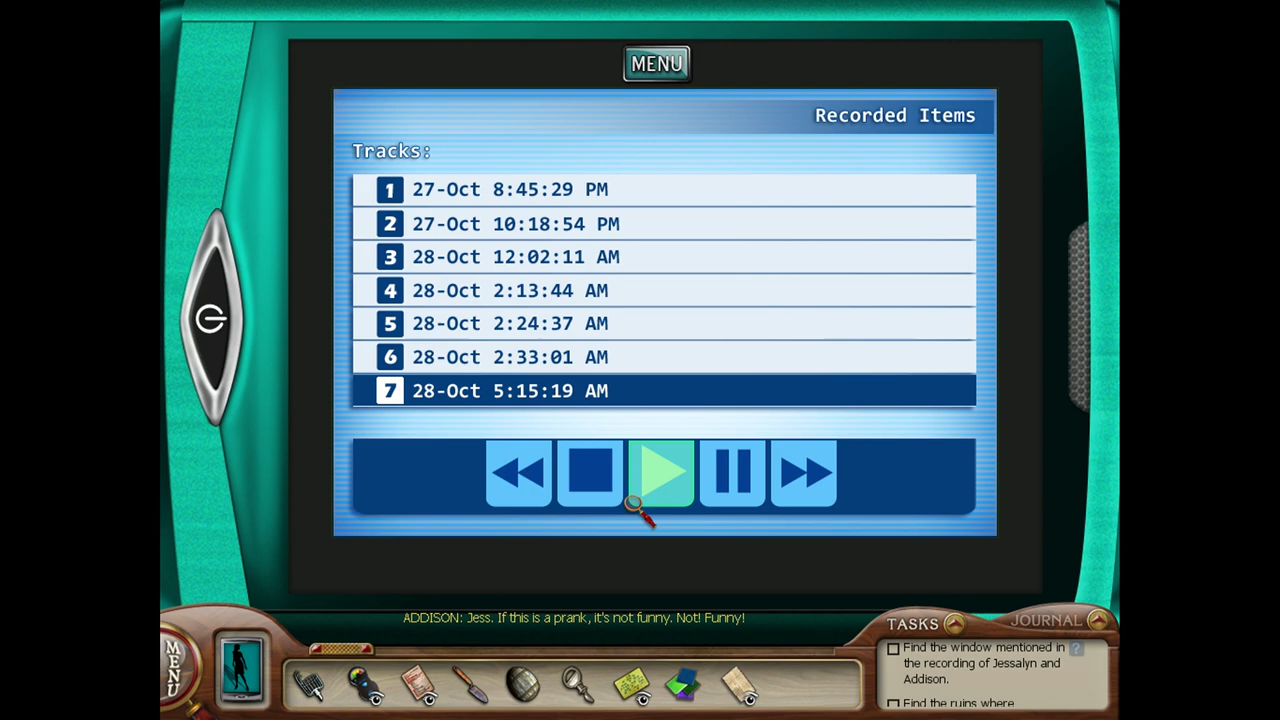 MENU
Recorded Items
Tracks:
1 27-Oct 8:45:29 PM
2 27-Oct 10:18:54 PM
3 28-Oct 12:02:11 AM
4 28-Oct 2:13:44 AM
5 28-Oct 2:24:37 AM
6 28-Oct 2:33:01 AM
7 28-Oct 5:15:19 AM
ADDISON: Jess. If this is a prank, it's not funny. Not! Funny!
MENU
TASKS
JOURNAL
Find the window mentioned in ?
the recording of Jessalyn and
Addison.
Find the ruins where